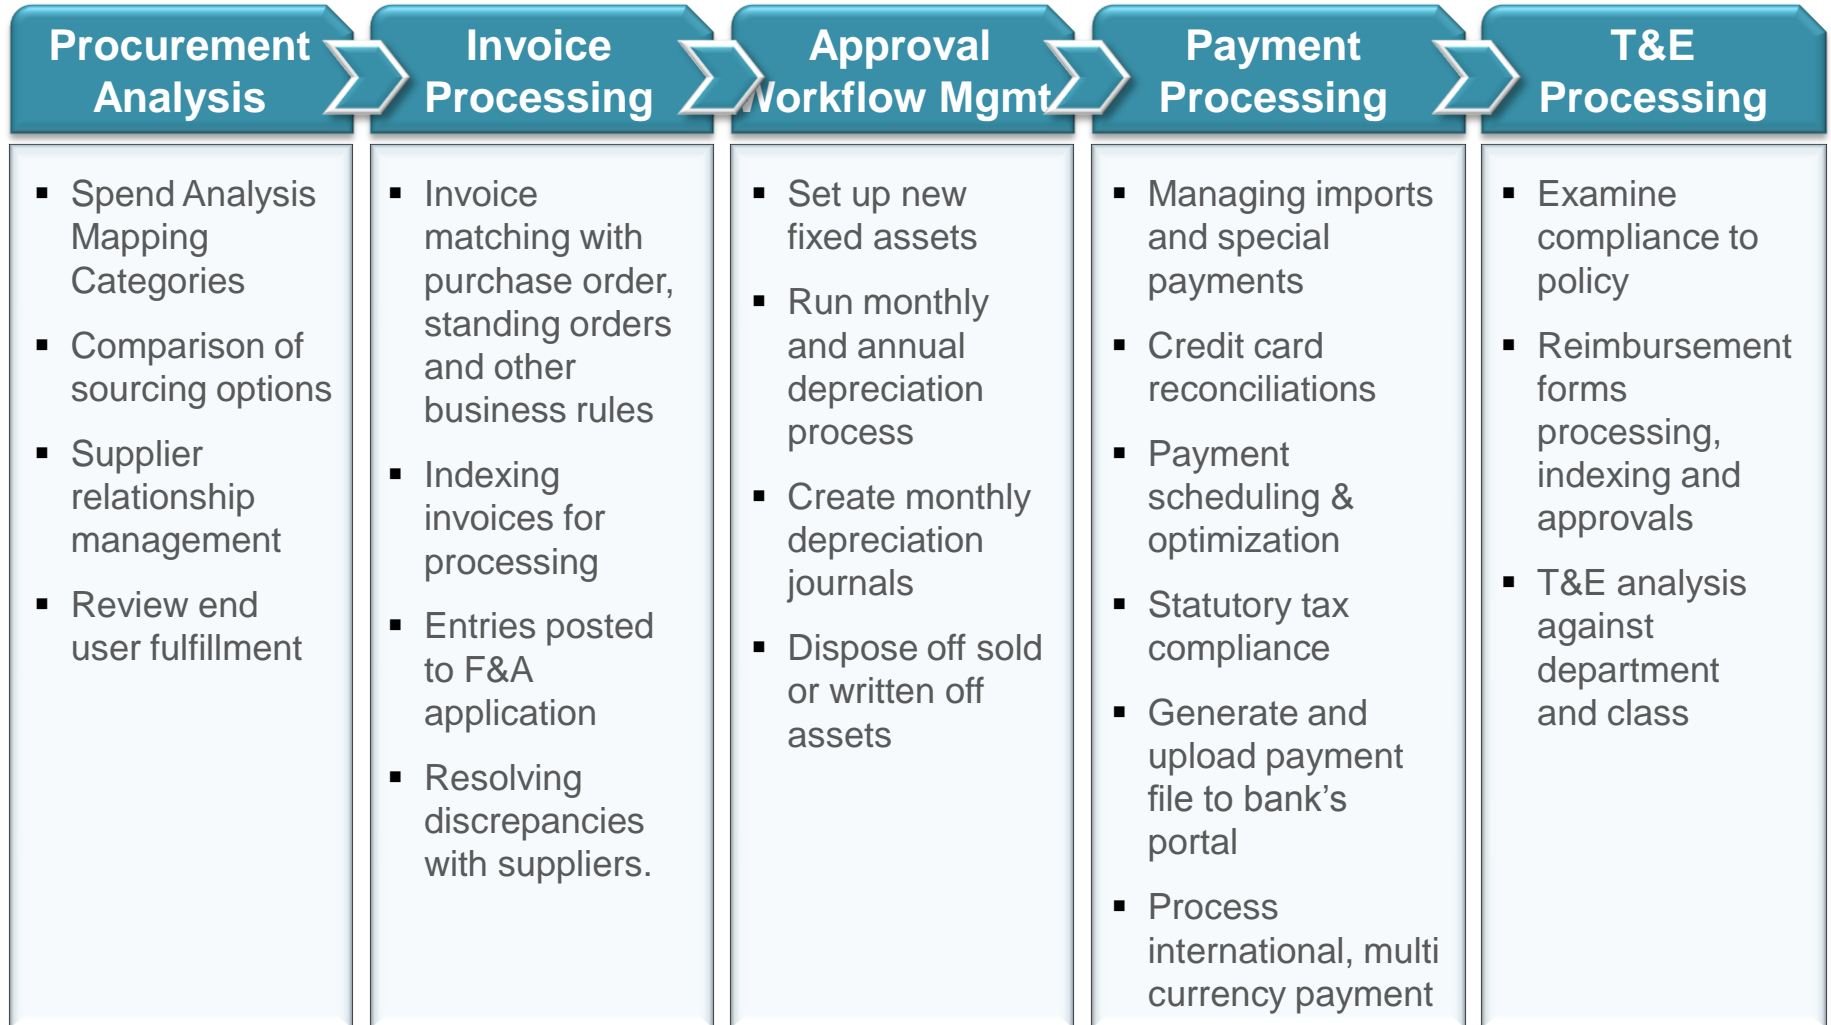 Procurement
Analysis
Invoice
Processing
Approval
Workflow Mgmt
Payment
Processing
T&E
Processing
▪ Spend Analysis
Mapping
Categories
▪ Comparison of
sourcing options
▪ Supplier
relationship
management
▪ Review end
user fulfillment
▪ Invoice
matching with
purchase order,
standing orders
and other
business rules
▪ Indexing
invoices for
processing
▪ Entries posted
to F&A
application
▪ Resolving
discrepancies
with suppliers.
▪ Set up new
fixed assets
▪ Run monthly
and annual
depreciation
process
▪ Create monthly
depreciation
journals
▪ Dispose off sold
or written off
assets
▪ Managing imports
and special
payments
▪ Credit card
reconciliations
▪ Payment
scheduling &
optimization
▪ Statutory tax
compliance
▪ Generate and
upload payment
file to bank’s
portal
▪ Process
international, multi
currency payment
▪ Examine
compliance to
policy
▪ Reimbursement
forms
processing,
indexing and
approvals
▪ T&E analysis
against
department
and class